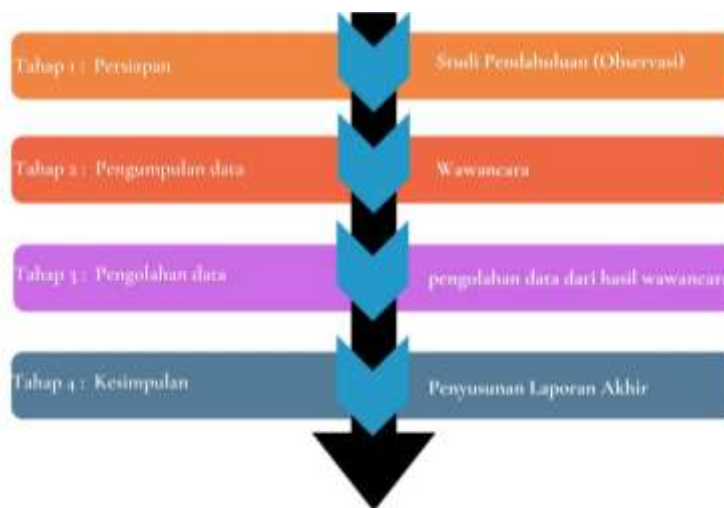 Tahap 1 : Persiapan
Studi Pendahuluan (Observasi)
Tahap 2 : Pengumpulan data
Wawancara
Tahap 3 : Pengolahan data
pengolahan data dari hasil wawancara
Tahap 4 : Kesimpulan
Penyusunan Laporan Akhir